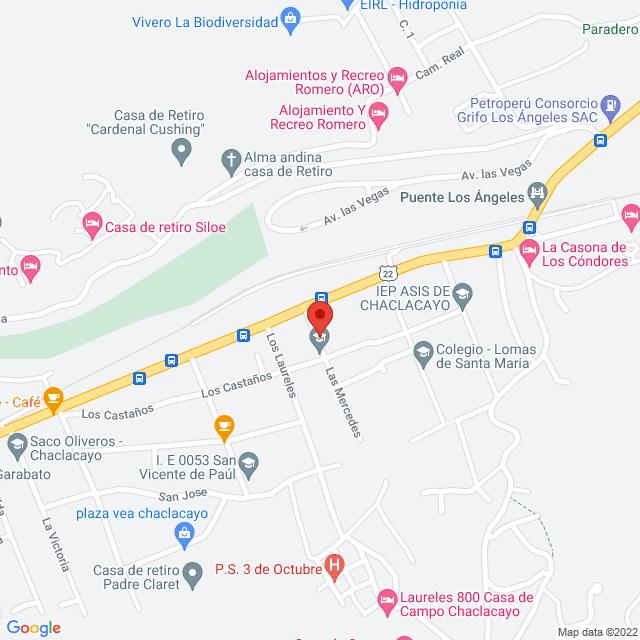 EIRL - Hidroponia
Vivero La Biodiversidad
C. 1
Paradero
Cam. Real
Alojamientos y Recreo
Romero (ARO)
Alojamiento Y
Recreo Romero
Petroperú Consorcio
Grifo Los Ángeles SAC
Casa de Retiro
"Cardenal Cushing"
Alma andina
casa de Retiro
Av. las Vegas
Av. las Vegas
Puente Los Ángeles
Casa de retiro Siloe
La Casona de
Los Cóndores
22
IEP ASIS DE
CHACLACAYO
Colegio - Lomas
de Santa Maria
Los Laureles
Las Mercedes
Los Castaños
Los Castaños
- Café
Saco Oliveros -
Chaclacayo
Garabato
I. E 0053 San
Vicente de Paúl
San Jose
plaza vea chaclacayo
La Victoria
Casa de retiro
Padre Claret
P.S. 3 de Octubre
H
Laureles 800 Casa de
Campo Chaclacayo
Google
Map data ©2022